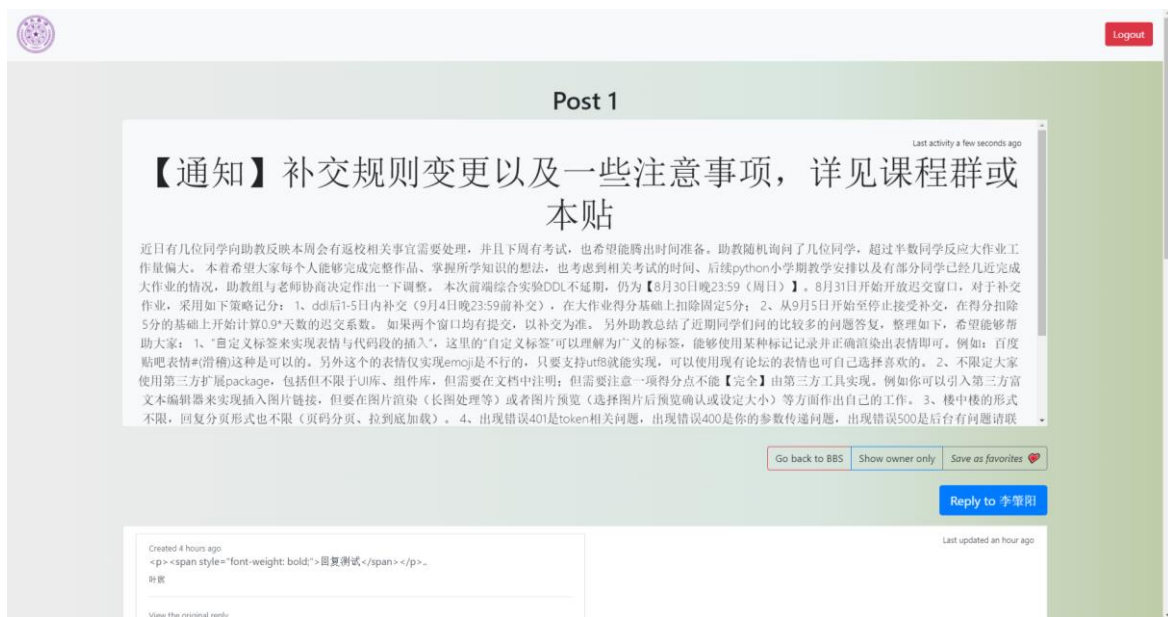 Logout
Post 1
Last activity a few seconds ago
【通知】补交规则变更以及一些注意事项，详见课程群或
本贴
近日有几位同学向助教反映本周会有返校相关事宜需要处理，并且下周有考试，也希望能腾出时间准备。助教随机询问了几位同学，超过半数同学反应大作业工
作量偏大。 本着希望大家每个人能够完成完整作品、掌握所学知识的想法，也考虑到相关考试的时间、后续python小学期教学安排以及有部分同学已经几近完成
大作业的情况，助教组与老师协商决定作出一下调整。 本次前端综合实验DDL不延期，仍为【8月30日晚23:59（周日）】。8月31日开始开放迟交窗口，对于补交
作业，采用如下策略记分： 1、ddl后1-5日内补交（9月4日晚23:59前补交），在大作业得分基础上扣除固定5分； 2、从9月5日开始至停止接受补交，在得分扣除
5分的基础上开始计算0.9*天数的迟交系数。 如果两个窗口均有提交，以补交为准。 另外助教总结了近期同学们问的比较多的问题答复，整理如下，希望能够帮
助大家： 1、“自定义标签来实现表情与代码段的插入”，这里的“自定义标签”可以理解为广义的标签，能够使用某种标记记录并正确渲染出表情即可。例如：百度
贴吧表情#(滑稽)这种是可以的。另外这个的表情仅实现emoji是不行的，只要支持utf8就能实现，可以使用现有论坛的表情也可自己选择喜欢的。 2、不限定大家
使用第三方扩展package，包括但不限于UI库、组件库，但需要在文档中注明；但需要注意一项得分点不能【完全】由第三方工具实现。例如你可以引入第三方富
文本编辑器来实现插入图片链接，但要在图片渲染（长图处理等）或者图片预览（选择图片后预览确认或设定大小）等方面作出自己的工作。 3、楼中楼的形式
不限，回复分页形式也不限（页码分页、拉到底加载）。 4、出现错误401是token相关问题，出现错误400是你的参数传递问题，出现错误500是后台有问题请联
Go back to BBS
Show owner only
Save as favorites
Reply to 李肇阳
Last updated an hour ago
Created 4 hours ago
<p><span style="font-weight: bold;">回复测试</span></p>..
View the original reply